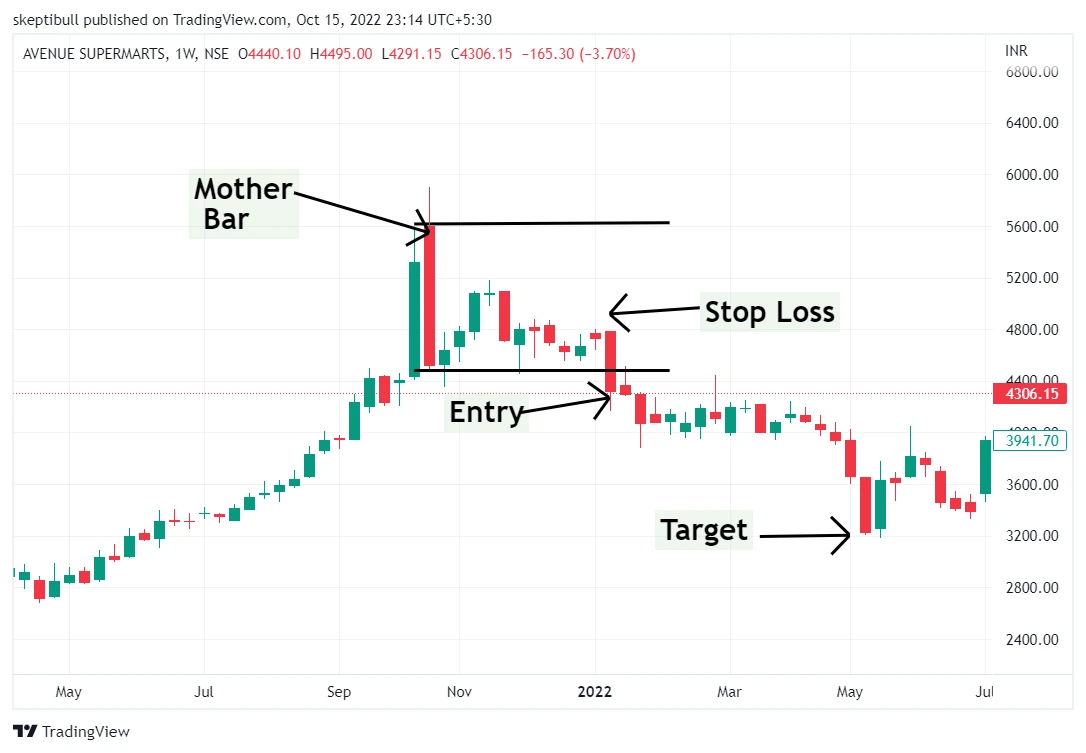 skeptibull published on TradingView.com, Oct 15, 2022 23:14 UTC+5:30
AVENUE SUPERMARTS, 1W, NSE O4440.10 H4495.00 L4291.15 C4306.15 −165.30 (−3.70%)
INR
6800.00
6400.00
6000.00
5600.00
5200.00
4800.00
4400.00
4306.15
4000.00
3941.70
3600.00
3200.00
2800.00
2400.00
Mother
Bar
Stop Loss
Entry
Target
May Jul Sep Nov 2022 Mar May Jul
TradingView